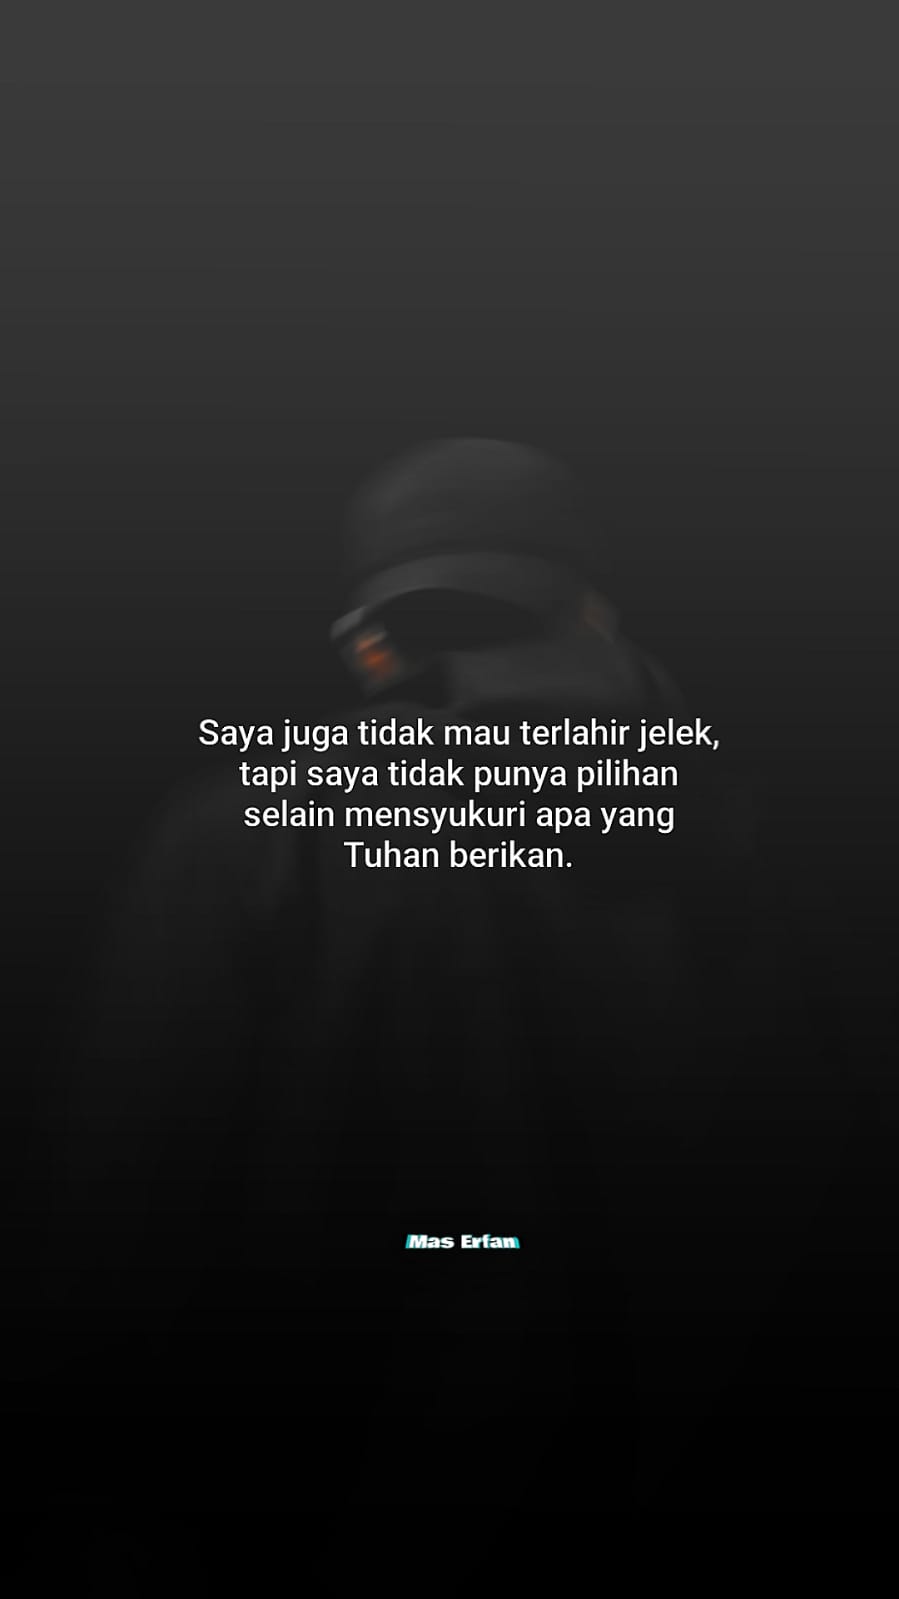 Saya juga tidak mau terlahir jelek,
tapi saya tidak punya pilihan
selain mensyukuri apa yang
Tuhan berikan.
Mas Erfan